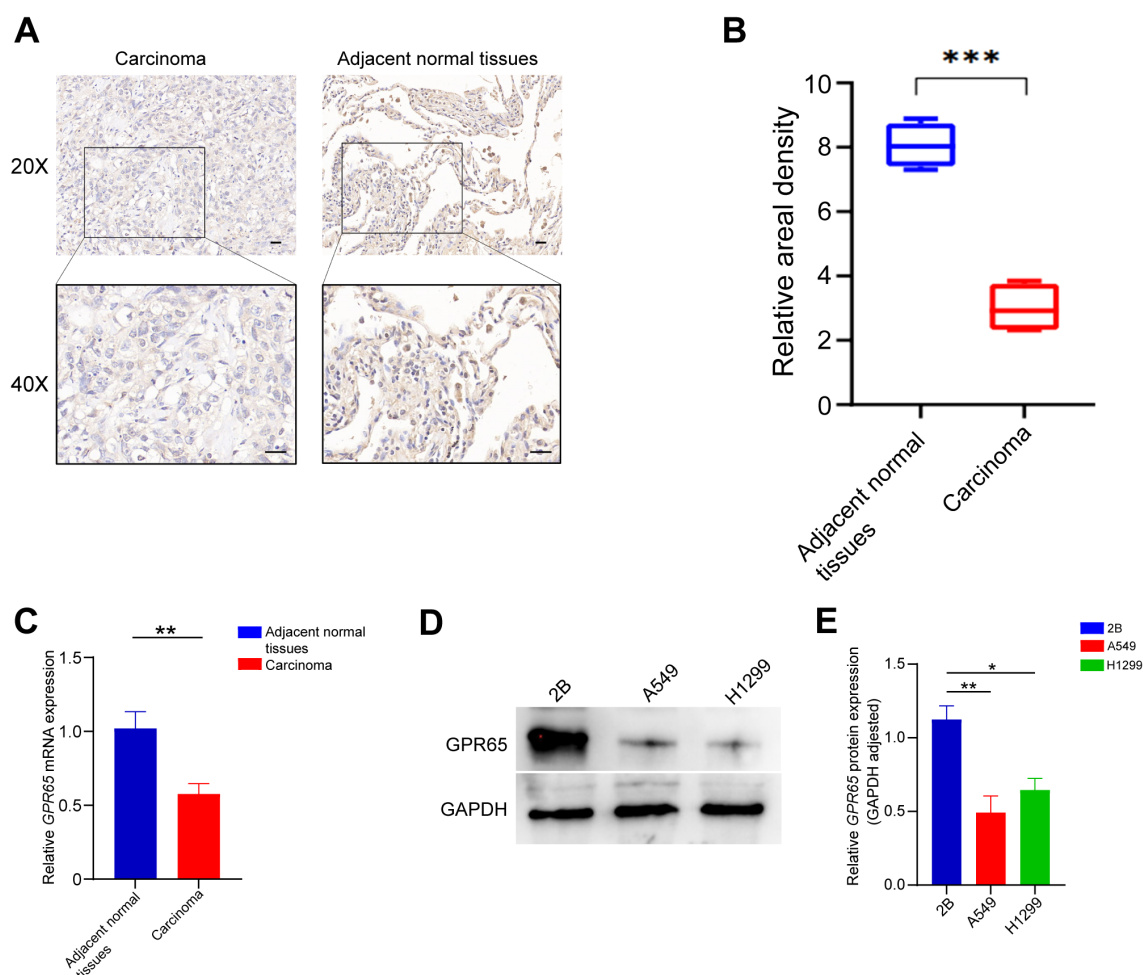 A
Carcinoma
Adjacent normal tissues
20X
40X
B
***
Relative areal density
10
8
6
4
2
0
Adjacent normal
tissues
Carcinoma
C
**
Adjacent normal
tissues
Carcinoma
Relative GPR65 mRNA expression
1.5
1.0
0.5
0
Adjacent normal
tissues
Carcinoma
D
2B
A549
H1299
GPR65
GAPDH
E
2B
A549
H1299
*
**
Relative GPR65 protein expression
(GAPDH adjested)
1.5
1.0
0.5
0.0
2B
A549
H1299